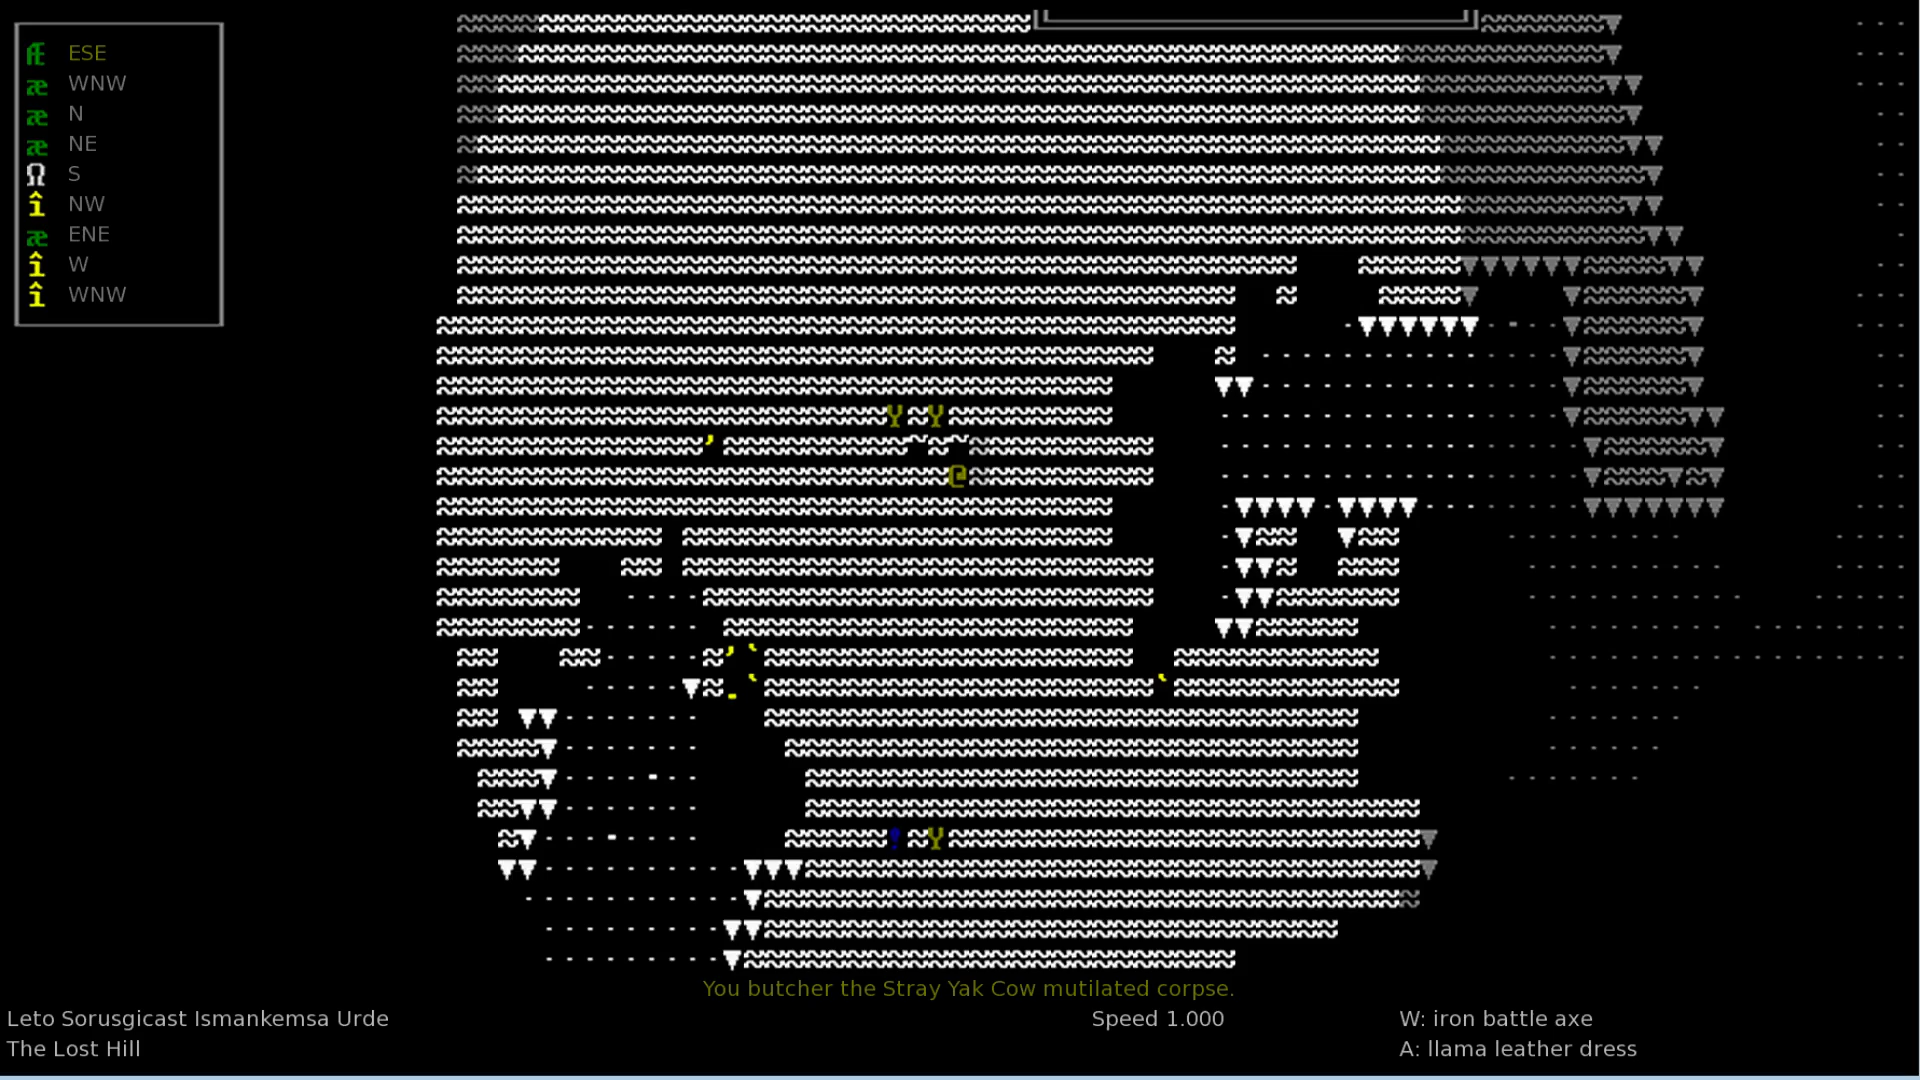 Æ ESE
æ WNW
æ N
æ NE
Ω S
î NW
æ ENE
î W
î WNW
You butcher the Stray Yak Cow mutilated corpse.
Leto Sorusgicast Ismankemsa Urde
Speed 1.000
W: iron battle axe
The Lost Hill
A: llama leather dress